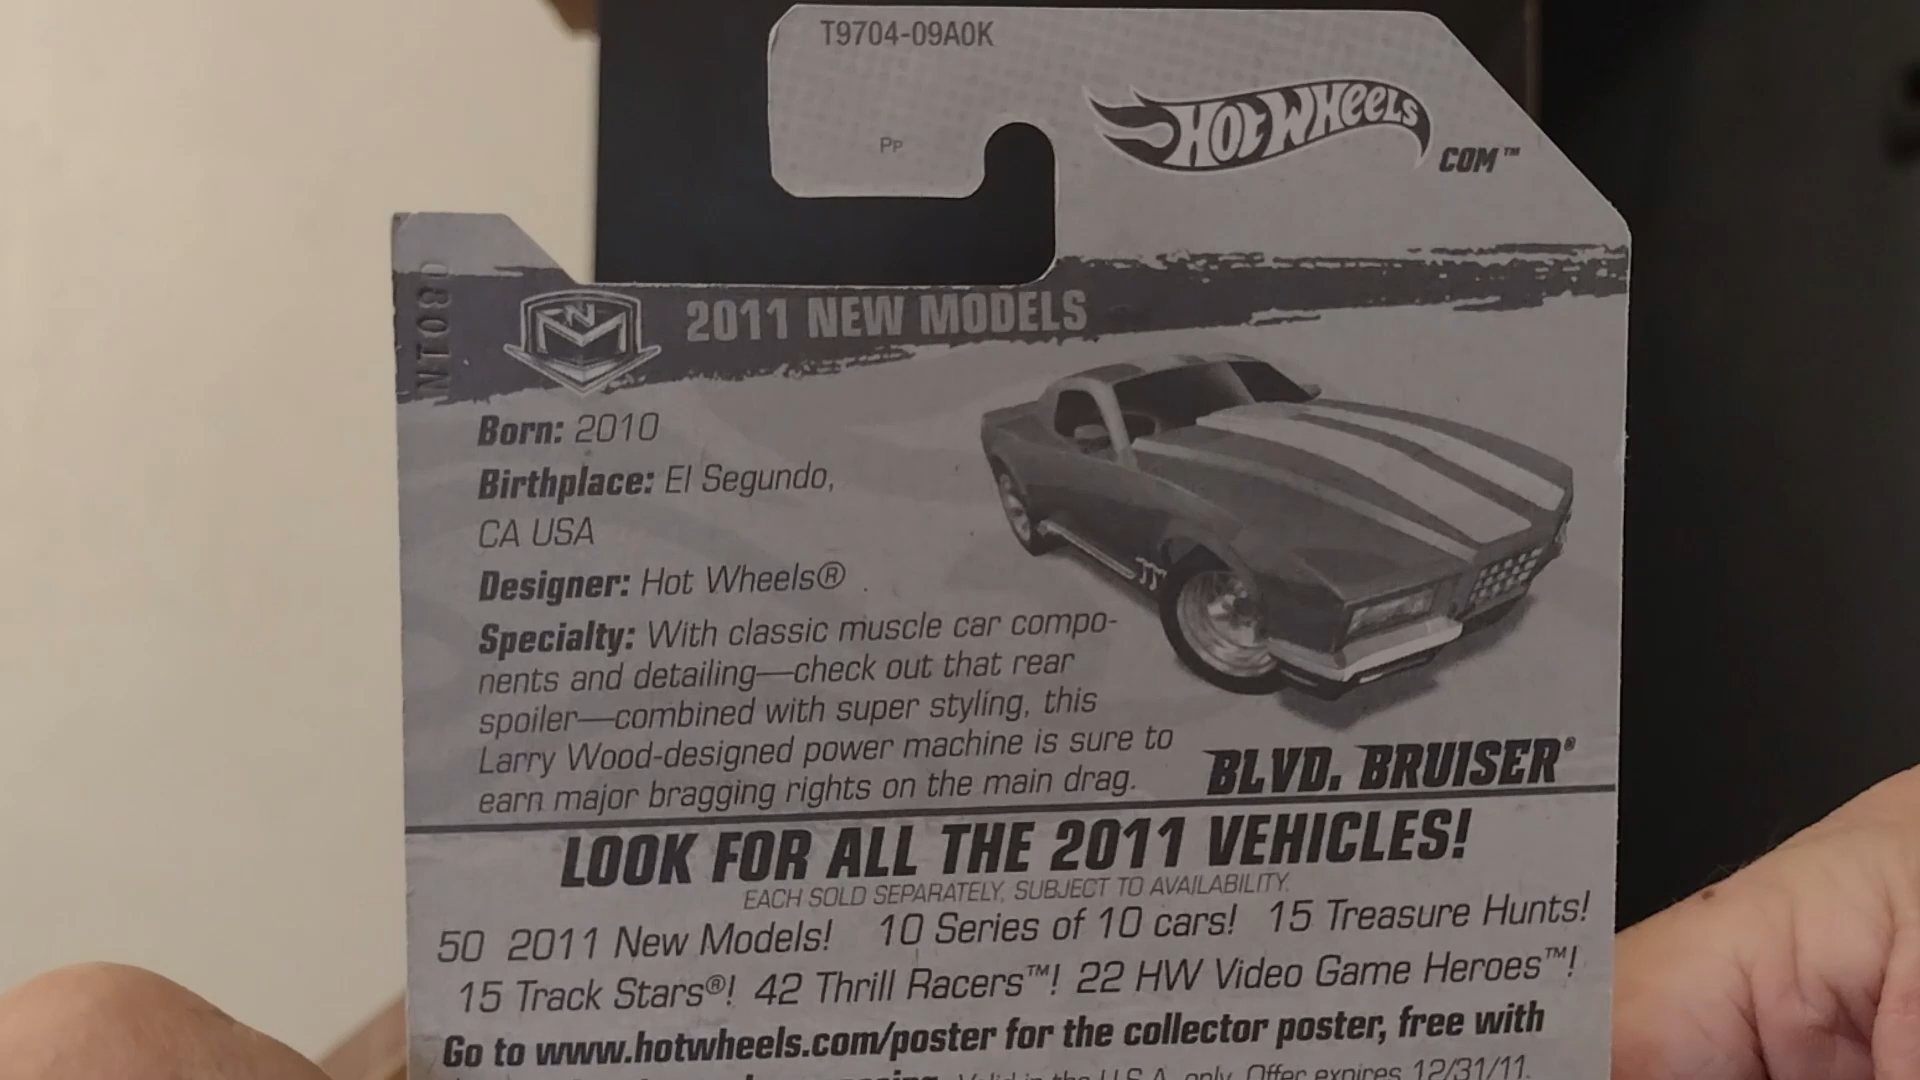 T9704-09A0K
Pp
HOT WHEELS
COM™
NT080
NM
2011 NEW MODELS
Born: 2010
Birthplace: El Segundo,
CA USA
Designer: Hot Wheels®
Specialty: With classic muscle car compo-
nents and detailing—check out that rear
spoiler—combined with super styling, this
Larry Wood-designed power machine is sure to
earn major bragging rights on the main drag.
BLVD. BRUISER®
LOOK FOR ALL THE 2011 VEHICLES!
EACH SOLD SEPARATELY, SUBJECT TO AVAILABILITY.
50 2011 New Models! 10 Series of 10 cars! 15 Treasure Hunts!
15 Track Stars®! 42 Thrill Racers™! 22 HW Video Game Heroes™!
Go to www.hotwheels.com/poster for the collector poster, free with
Valid in the U.S.A. only. Offer expires 12/31/11.